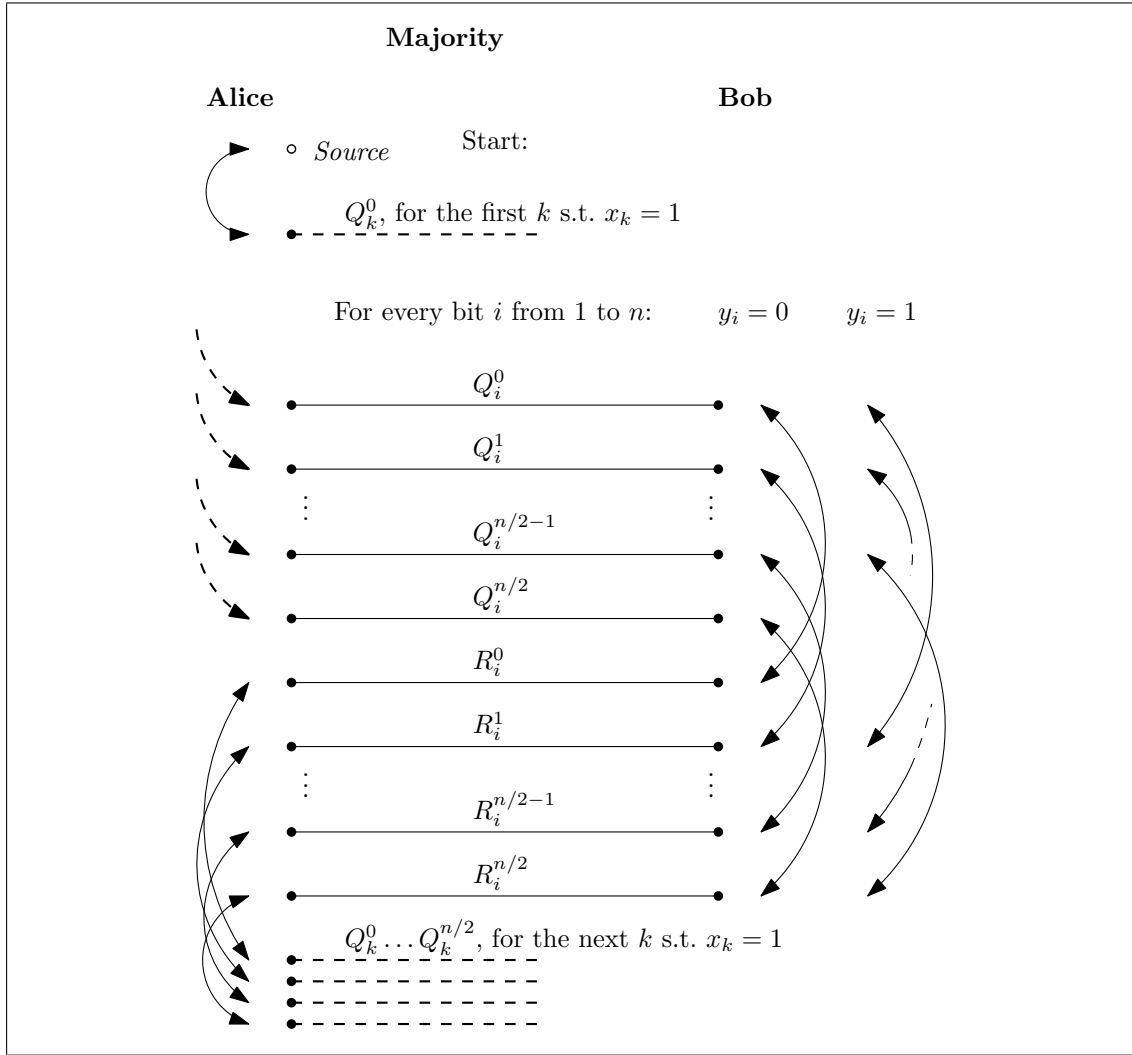 Majority
Alice Bob
Source Start:
Q_k^0, for the first k s.t. x_k = 1
For every bit i from 1 to n: y_i = 0 y_i = 1
Q_i^0
Q_i^1
⋮ ⋮
Q_i^{n/2−1}
Q_i^{n/2}
R_i^0
R_i^1
⋮ ⋮
R_i^{n/2−1}
R_i^{n/2}
Q_k^0 … Q_k^{n/2}, for the next k s.t. x_k = 1